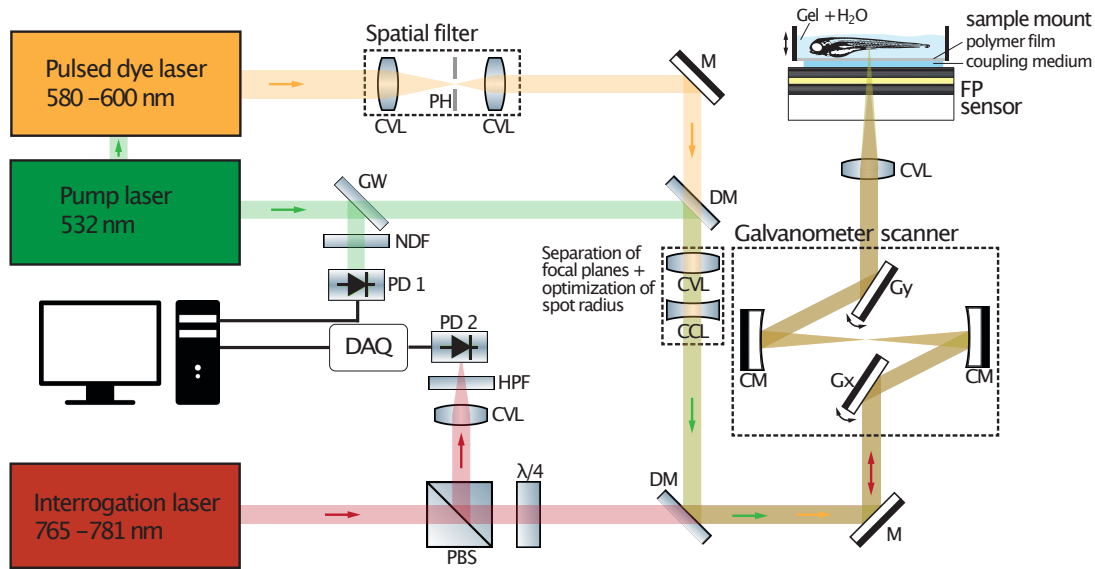 Pulsed dye laser
580 –600 nm
Spatial filter
CVL
PH
CVL
M
Gel +H₂O
sample mount
polymer film
coupling medium
FP
sensor
CVL
Pump laser
532 nm
GW
NDF
PD 1
DM
Separation of
focal planes +
optimization of
spot radius
CVL
CCL
Galvanometer scanner
Gy
CM
Gx
CM
DAQ
PD 2
HPF
CVL
Interrogation laser
765 –781 nm
PBS
λ/4
DM
M